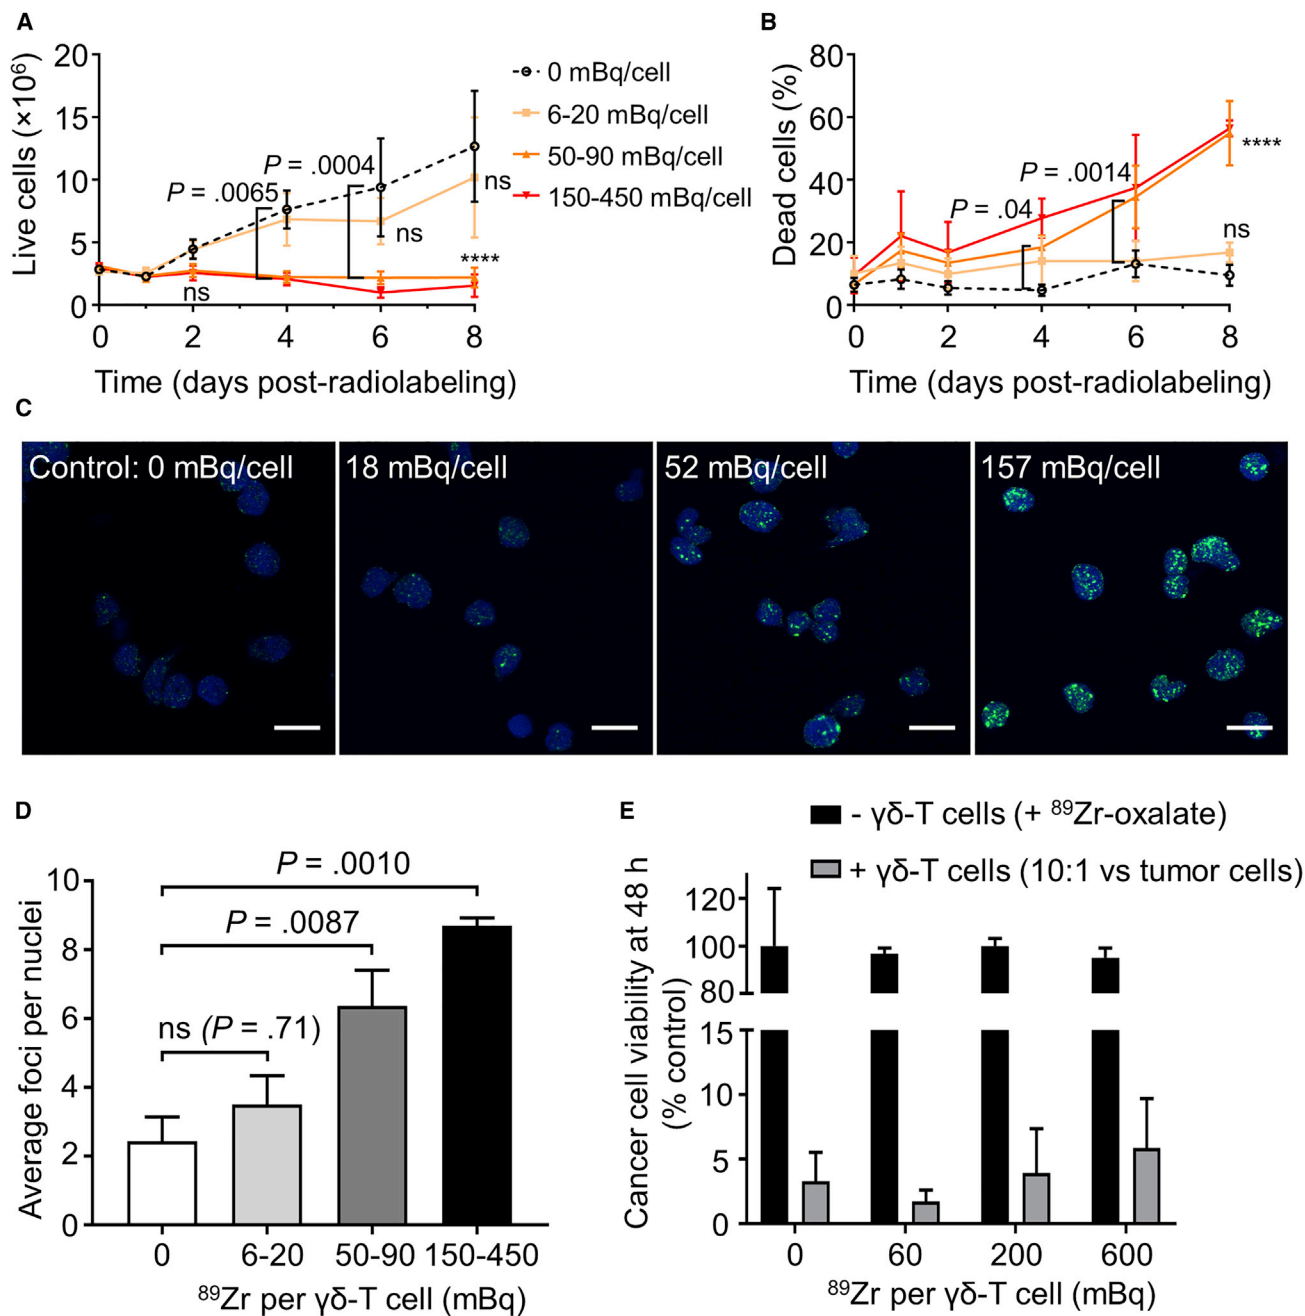 A
Live cells (×10⁶)
20
15
10
5
0
0 2 4 6 8
Time (days post-radiolabeling)
P = .0065
P = .0004
ns
ns
ns
****
0 mBq/cell
6-20 mBq/cell
50-90 mBq/cell
150-450 mBq/cell
B
Dead cells (%)
80
60
40
20
0
0 2 4 6 8
Time (days post-radiolabeling)
P = .04
P = .0014
****
ns
C
Control: 0 mBq/cell
18 mBq/cell
52 mBq/cell
157 mBq/cell
D
Average foci per nuclei
10
8
6
4
2
0
P = .0010
P = .0087
ns (P = .71)
0 6-20 50-90 150-450
⁸⁹Zr per γδ-T cell (mBq)
E
- γδ-T cells (+ ⁸⁹Zr-oxalate)
+ γδ-T cells (10:1 vs tumor cells)
Cancer cell viability at 48 h
(% control)
120
100
80
15
10
5
0
0 60 200 600
⁸⁹Zr per γδ-T cell (mBq)